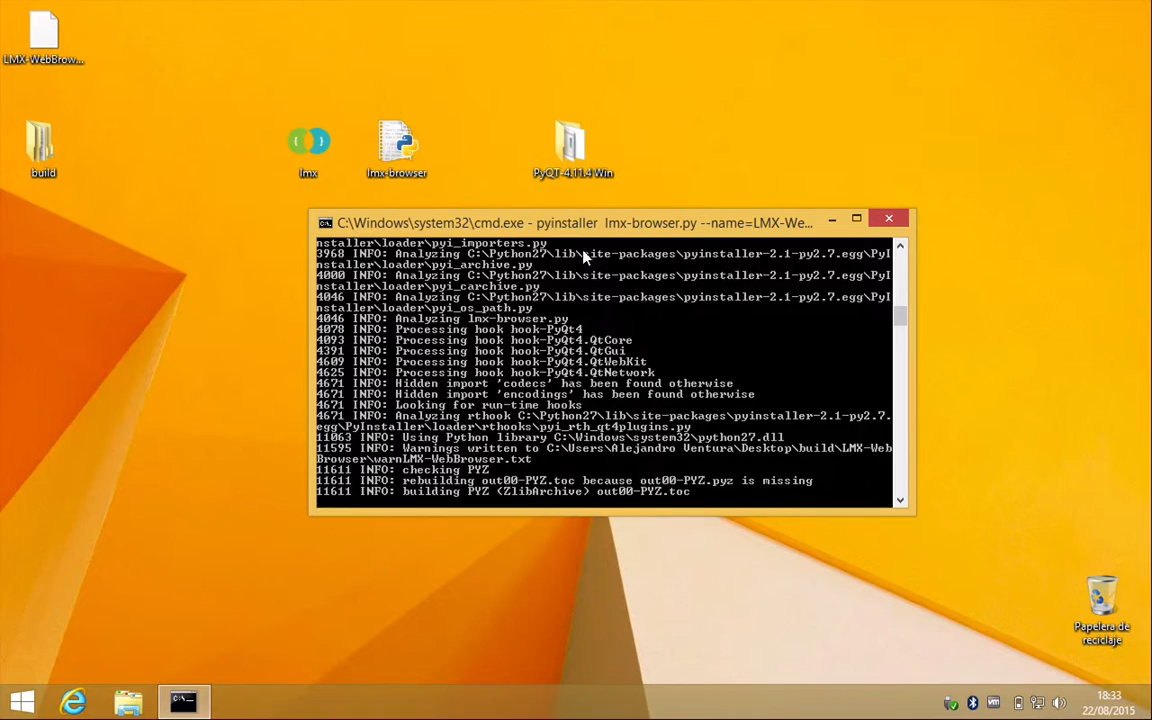 LMX-WebBrow...
build
lmx
lmx-browser
PyQT-4.11.4 Win
C:\Windows\system32\cmd.exe - pyinstaller  lmx-browser.py --name=LMX-We...
nstaller\loader\pyi_importers.py
3968 INFO: Analyzing C:\Python27\lib\site-packages\pyinstaller-2.1-py2.7.egg\PyI
nstaller\loader\pyi_archive.py
4000 INFO: Analyzing C:\Python27\lib\site-packages\pyinstaller-2.1-py2.7.egg\PyI
nstaller\loader\pyi_carchive.py
4046 INFO: Analyzing C:\Python27\lib\site-packages\pyinstaller-2.1-py2.7.egg\PyI
nstaller\loader\pyi_os_path.py
4046 INFO: Analyzing lmx-browser.py
4078 INFO: Processing hook hook-PyQt4
4093 INFO: Processing hook hook-PyQt4.QtCore
4391 INFO: Processing hook hook-PyQt4.QtGui
4609 INFO: Processing hook hook-PyQt4.QtWebKit
4625 INFO: Processing hook hook-PyQt4.QtNetwork
4671 INFO: Hidden import 'codecs' has been found otherwise
4671 INFO: Hidden import 'encodings' has been found otherwise
4671 INFO: Looking for run-time hooks
4671 INFO: Analyzing rthook C:\Python27\lib\site-packages\pyinstaller-2.1-py2.7.
egg\PyInstaller\loader\rthooks\pyi_rth_qt4plugins.py
11063 INFO: Using Python library C:\Windows\system32\python27.dll
11595 INFO: Warnings written to C:\Users\Alejandro Ventura\Desktop\build\LMX-Web
Browser\warnLMX-WebBrowser.txt
11611 INFO: checking PYZ
11611 INFO: rebuilding out00-PYZ.toc because out00-PYZ.pyz is missing
11611 INFO: building PYZ (ZlibArchive) out00-PYZ.toc
Papelera de
reciclaje
C:\_
vm
18:33
22/08/2015